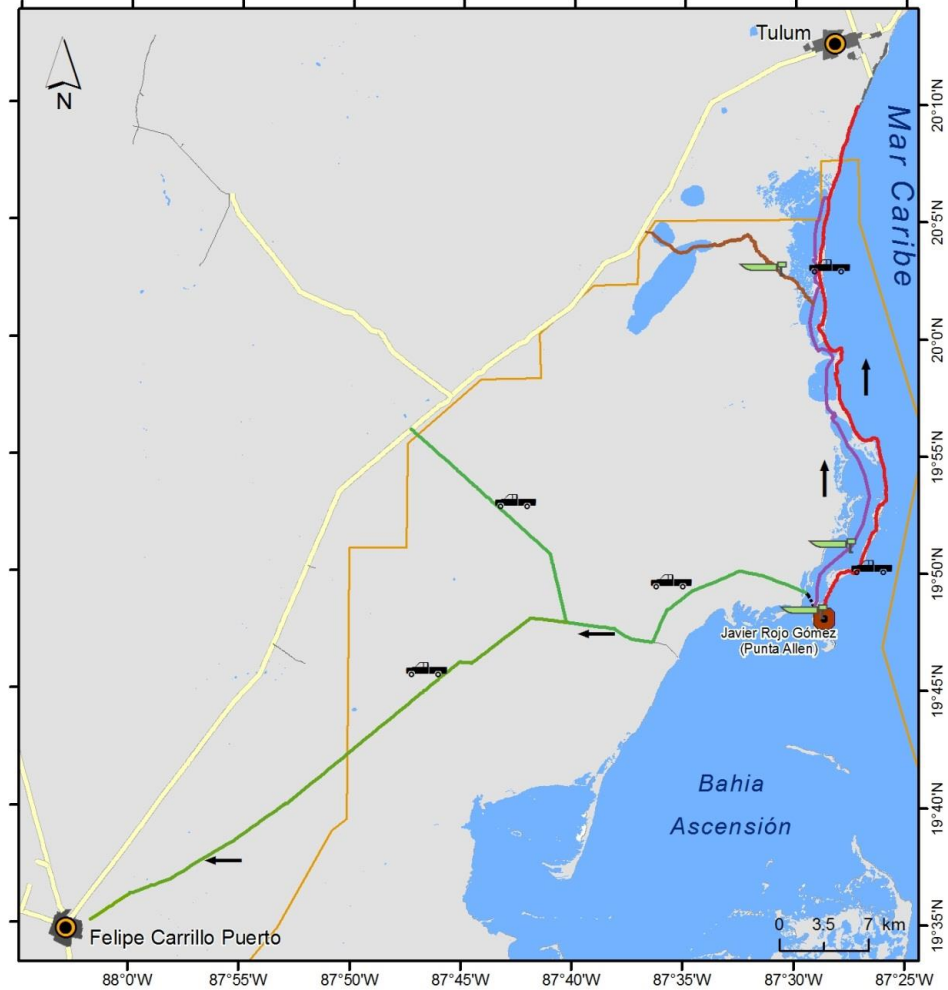 N
Tulum
Mar Caribe
20°10'N
20°5'N
20°0'N
19°55'N
19°50'N
Javier Rojo Gómez
(Punta Allen)
19°45'N
Bahia
Ascensión
19°40'N
0 3.5 7 km
19°35'N
Felipe Carrillo Puerto
88°0'W 87°55'W 87°50'W 87°45'W 87°40'W 87°35'W 87°30'W 87°25'W